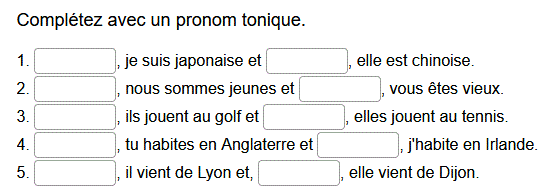 Complétez avec un pronom tonique.
1. , je suis japonaise et , elle est chinoise.
2. , nous sommes jeunes et , vous êtes vieux.
3. , ils jouent au golf et , elles jouent au tennis.
4. , tu habites en Angleterre et , j'habite en Irlande.
5. , il vient de Lyon et, , elle vient de Dijon.